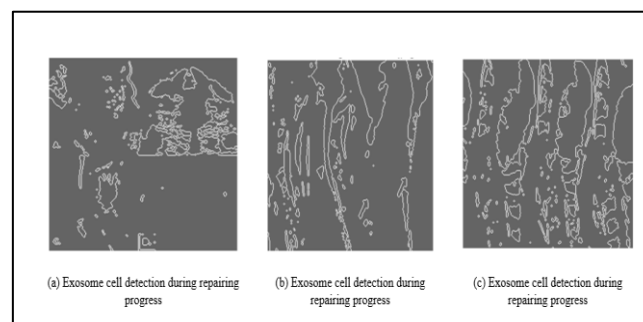 (a) Exosome cell detection during repairing
progress
(b) Exosome cell detection during
repairing progress
(c) Exosome cell detection during
repairing progress